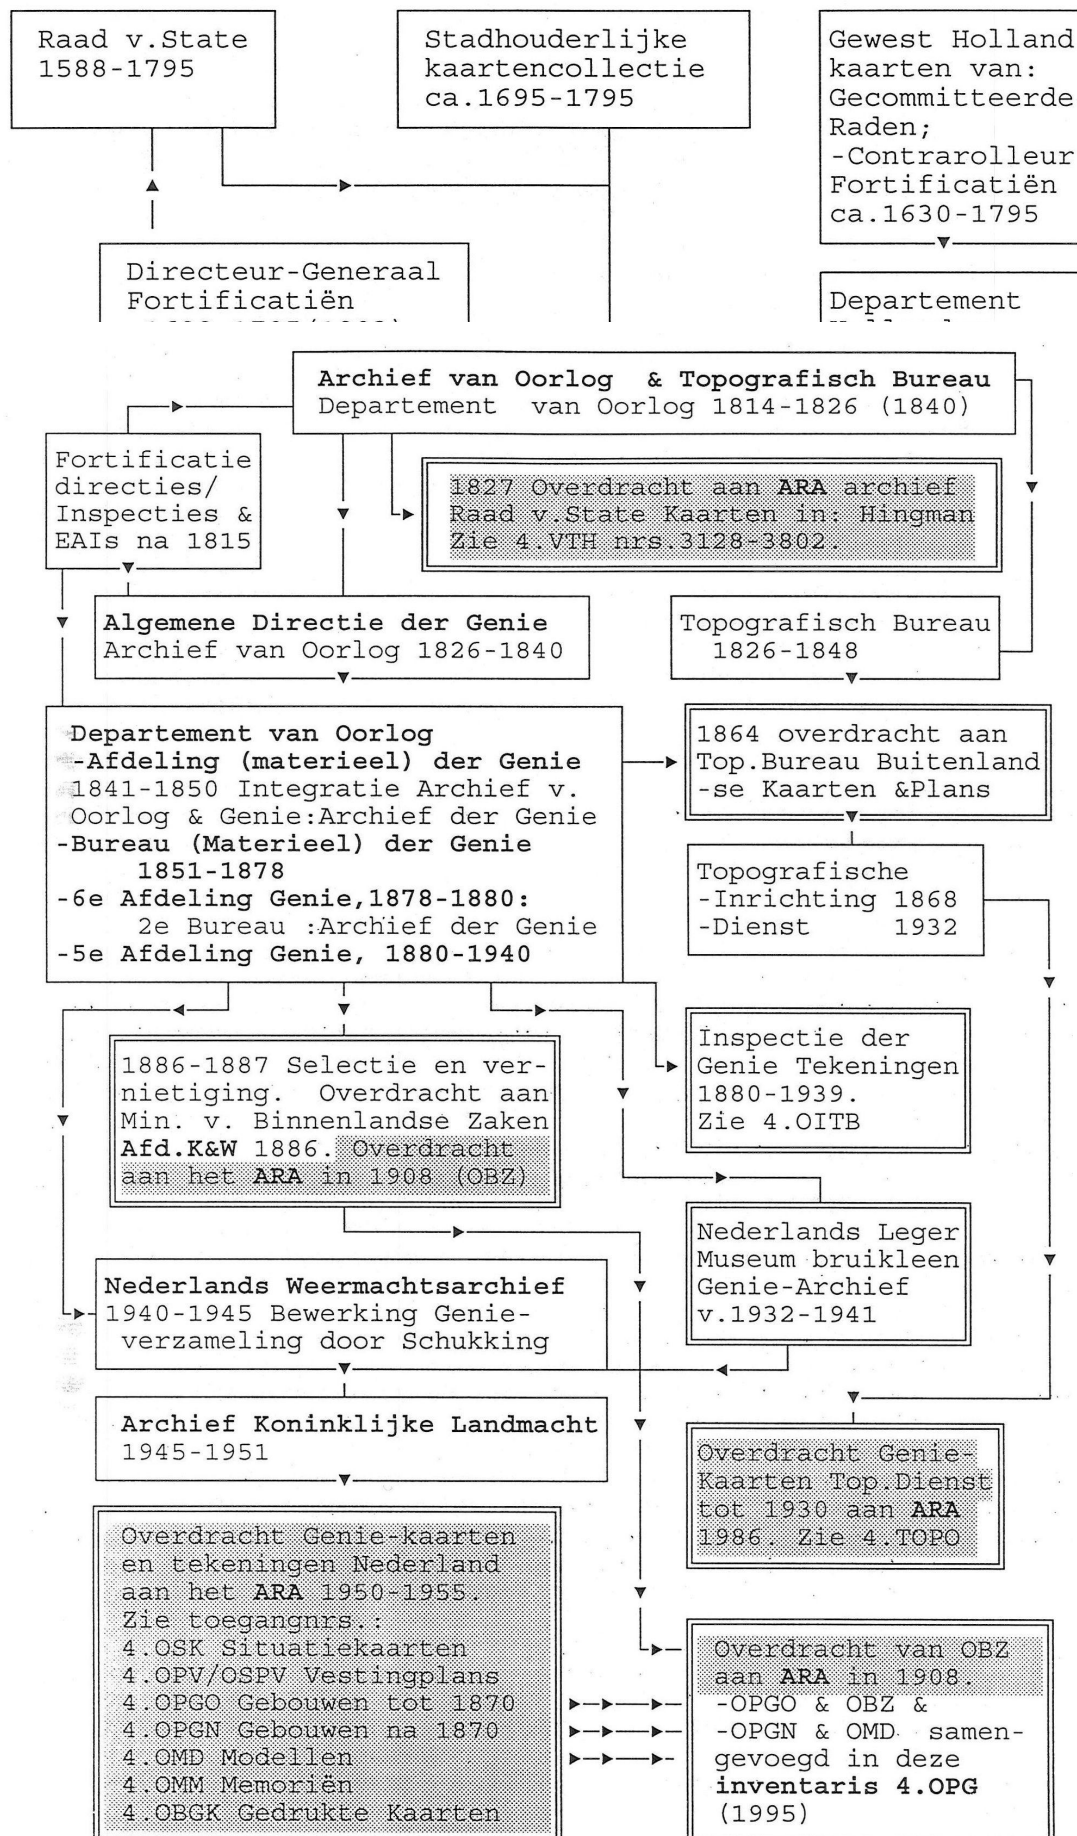 Raad v.State
1588-1795
Stadhouderlijke
kaartencollectie
ca.1695-1795
Gewest Holland
kaarten van:
Gecommitteerde
Raden;
-Contrarolleur
Fortificatiën
ca.1630-1795
Directeur-Generaal
Fortificatiën
Departement
Archief van Oorlog & Topografisch Bureau
Departement van Oorlog 1814-1826 (1840)
Fortificatie
directies/
Inspecties &
EAIs na 1815
1827 Overdracht aan ARA archief
Raad v.State Kaarten in: Hingman
Zie 4.VTH nrs.3128-3802.
Algemene Directie der Genie
Archief van Oorlog 1826-1840
Topografisch Bureau
1826-1848
Departement van Oorlog
-Afdeling (materieel) der Genie
1841-1850 Integratie Archief v.
Oorlog & Genie:Archief der Genie
-Bureau (Materieel) der Genie
1851-1878
-6e Afdeling Genie,1878-1880:
2e Bureau :Archief der Genie
-5e Afdeling Genie, 1880-1940
1864 overdracht aan
Top.Bureau Buitenland
-se Kaarten &Plans
Topografische
-Inrichting 1868
-Dienst 1932
1886-1887 Selectie en ver-
nietiging. Overdracht aan
Min. v. Binnenlandse Zaken
Afd.K&W 1886. Overdracht
aan het ARA in 1908 (OBZ)
Inspectie der
Genie Tekeningen
1880-1939.
Zie 4.OITB
Nederlands Leger
Museum bruikleen
Genie-Archief
v.1932-1941
Nederlands Weermachtsarchief
1940-1945 Bewerking Genie-
verzameling door Schukking
Archief Koninklijke Landmacht
1945-1951
Overdracht Genie-
Kaarten Top.Dienst
tot 1930 aan ARA
1986. Zie 4.TOPO
Overdracht Genie-kaarten
en tekeningen Nederland
aan het ARA 1950-1955.
Zie toegangnrs.:
4.OSK Situatiekaarten
4.OPV/OSPV Vestingplans
4.OPGO Gebouwen tot 1870
4.OPGN Gebouwen na 1870
4.OMD Modellen
4.OMM Memoriën
4.OBGK Gedrukte Kaarten
Overdracht van OBZ
aan ARA in 1908.
-OPGO & OBZ &
-OPGN & OMD samen-
gevoegd in deze
inventaris 4.OPG
(1995)